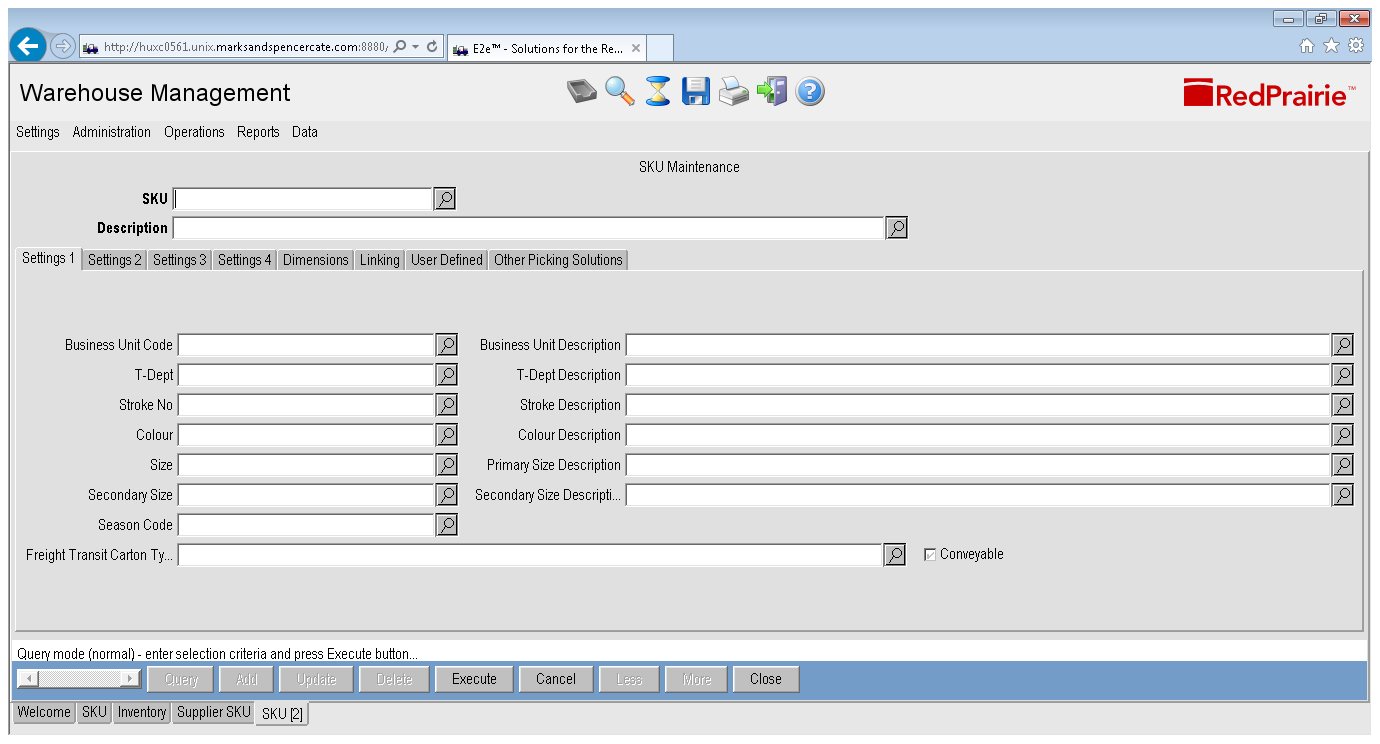 http://huxc0561.unix.marksandspencercate.com:8880,
E2e™ - Solutions for the Re...
Warehouse Management
RedPrairie™
Settings Administration Operations Reports Data
SKU Maintenance
SKU
Description
Settings 1 Settings 2 Settings 3 Settings 4 Dimensions Linking User Defined Other Picking Solutions
Business Unit Code Business Unit Description
T-Dept T-Dept Description
Stroke No Stroke Description
Colour Colour Description
Size Primary Size Description
Secondary Size Secondary Size Descripti...
Season Code
Freight Transit Carton Ty... Conveyable
Query mode (normal) - enter selection criteria and press Execute button...
Query Add Update Delete Execute Cancel Less More Close
Welcome SKU Inventory Supplier SKU SKU [2]